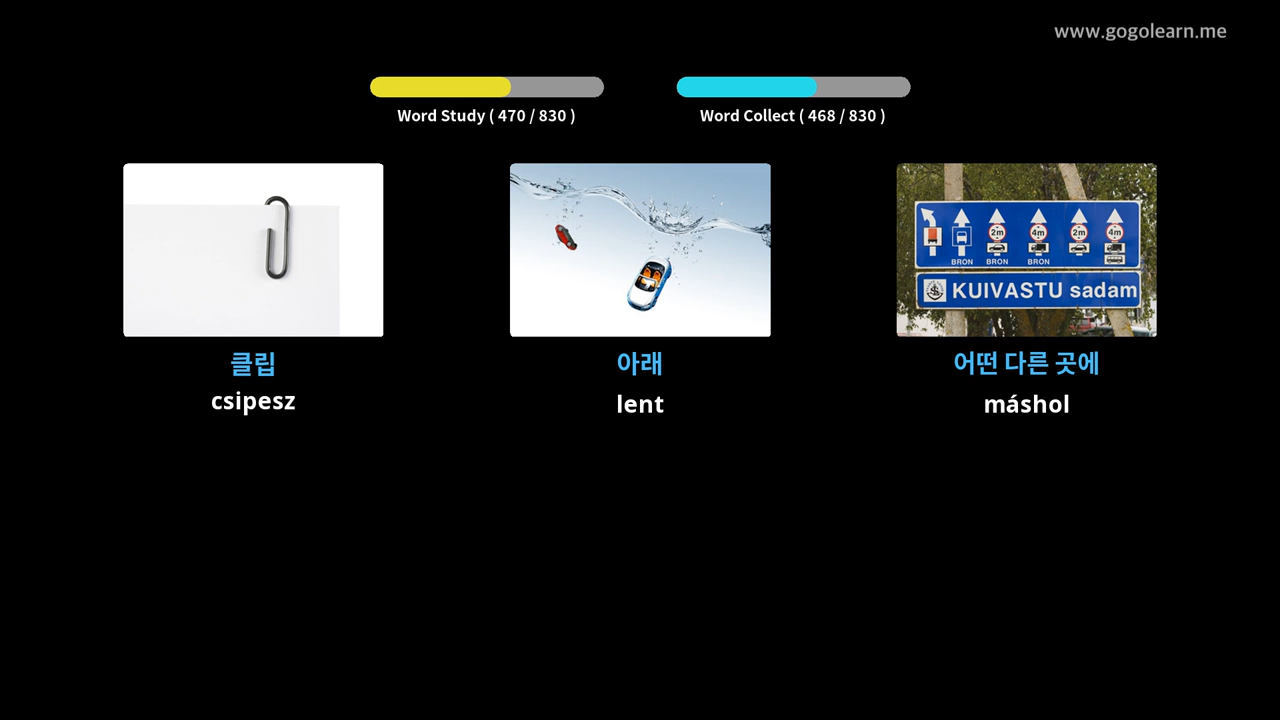 www.gogolearn.me
Word Study ( 470 / 830 )
Word Collect ( 468 / 830 )
2m
4m
2m
4m
BRON
BRON
BRON
KUIVASTU sadam
클립
아래
어떤 다른 곳에
csipesz
lent
máshol